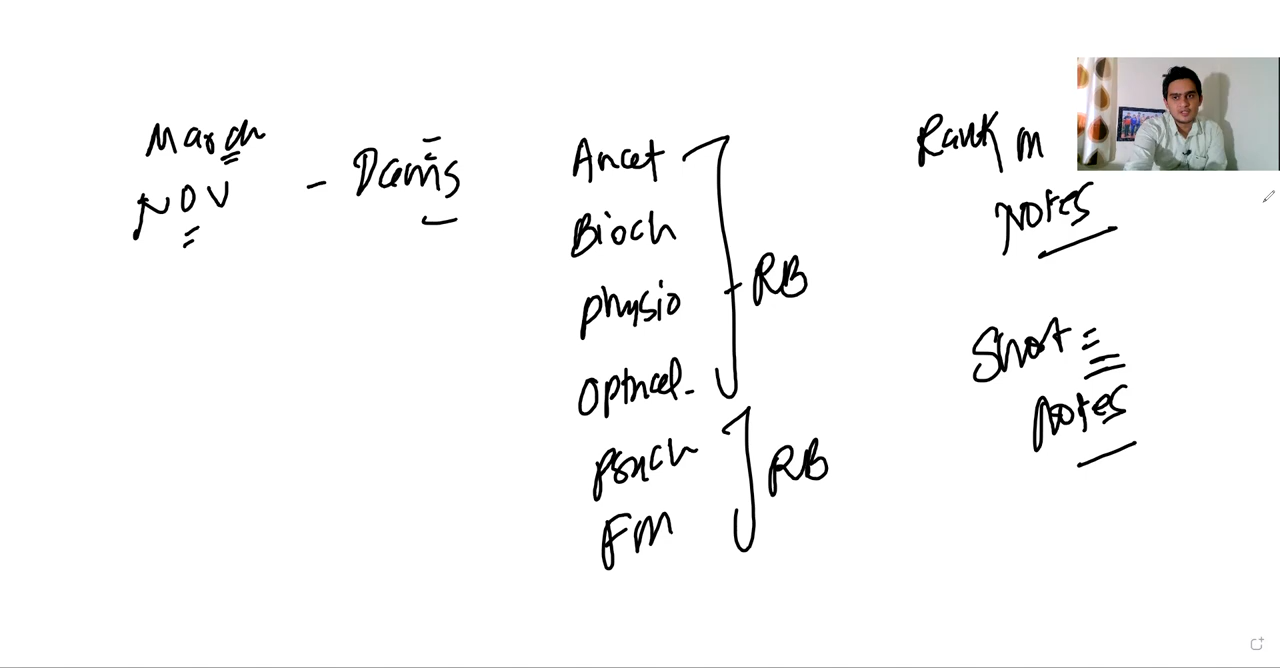 March
NOV - Dams
Anat
Bioch
physio
RB
Opthal-
Psych
FM
RB
Rank m
Notes
Short
Notes